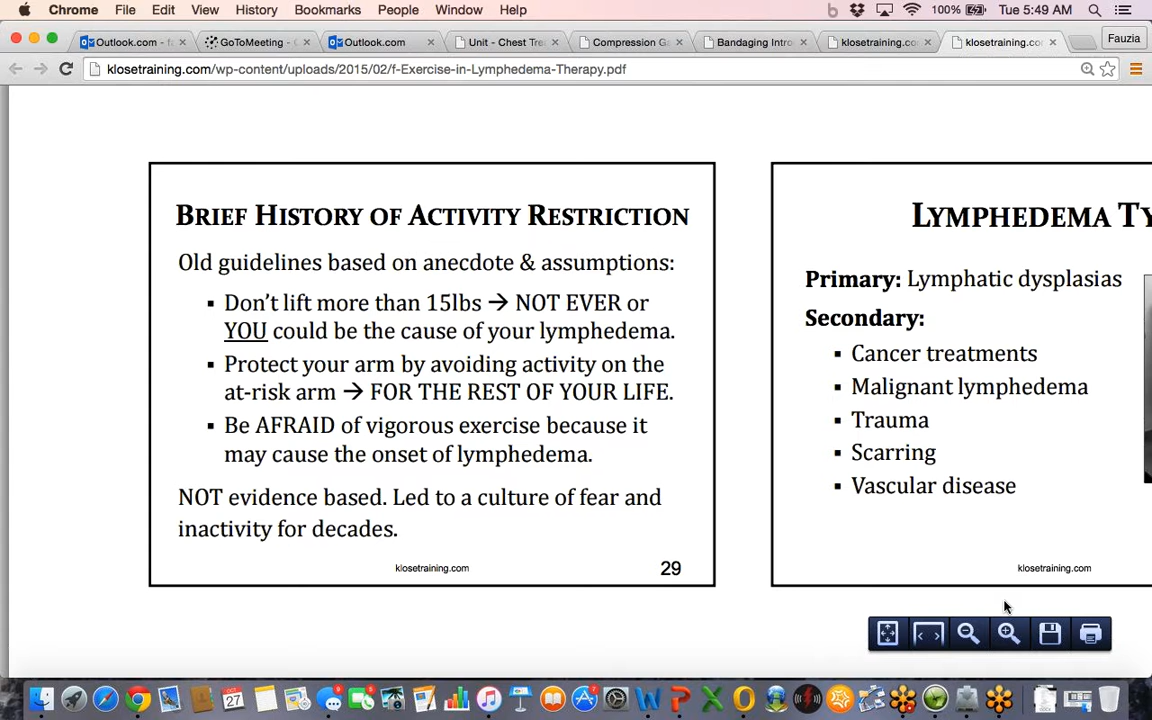 Chrome File Edit View History Bookmarks People Window Help 100% Tue 5:49 AM
Outlook.com - GoToMeeting - Outlook.com Unit - Chest Compression Bandaging Intro klosetraining.co klosetraining.co Fauzia
klosetraining.com/wp-content/uploads/2015/02/f-Exercise-in-Lymphedema-Therapy.pdf
BRIEF HISTORY OF ACTIVITY RESTRICTION
Old guidelines based on anecdote & assumptions:
▪ Don't lift more than 15lbs → NOT EVER or
YOU could be the cause of your lymphedema.
▪ Protect your arm by avoiding activity on the
at-risk arm → FOR THE REST OF YOUR LIFE.
▪ Be AFRAID of vigorous exercise because it
may cause the onset of lymphedema.
NOT evidence based. Led to a culture of fear and
inactivity for decades.
klosetraining.com
29
LYMPHEDEMA TY
Primary: Lymphatic dysplasias
Secondary:
▪ Cancer treatments
▪ Malignant lymphedema
▪ Trauma
▪ Scarring
▪ Vascular disease
klosetraining.com
OCT
27